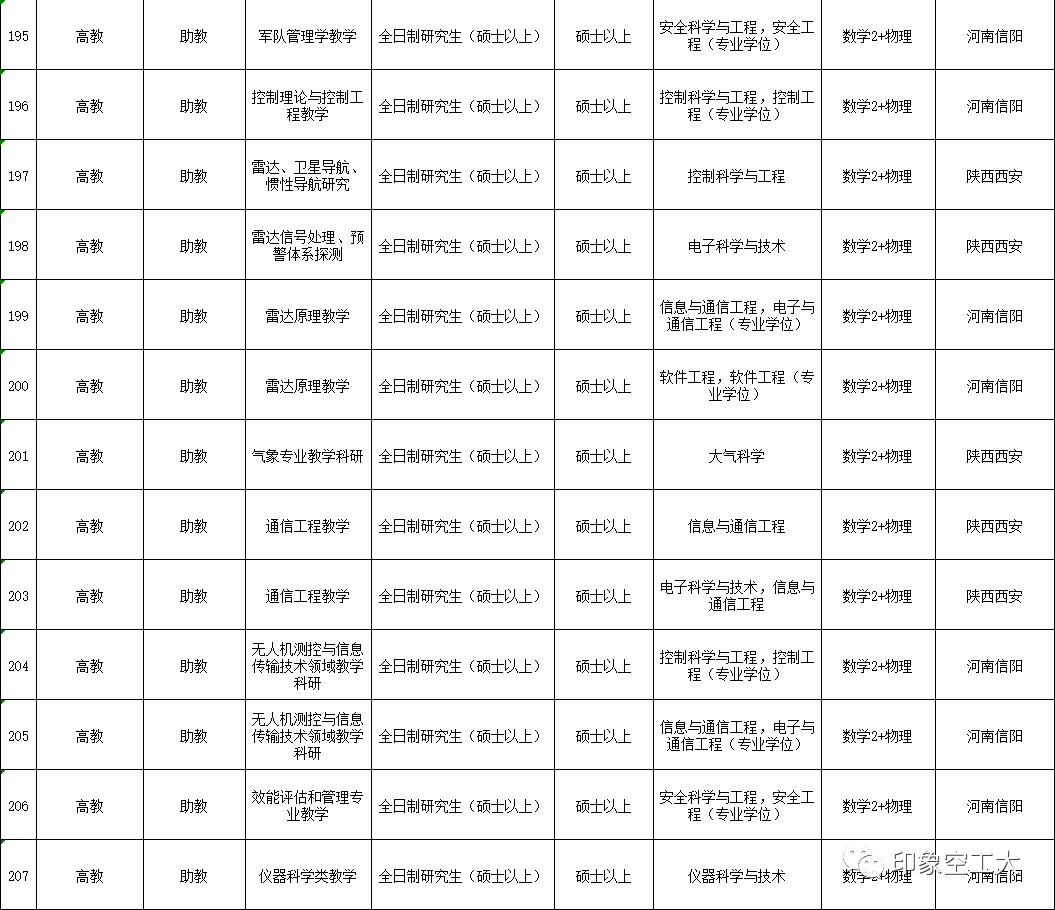 195 高教 助教 军队管理学教学 全日制研究生（硕士以上） 硕士以上 安全科学与工程，安全工
程（专业学位） 数学2+物理 河南信阳
196 高教 助教 控制理论与控制工
程教学 全日制研究生（硕士以上） 硕士以上 控制科学与工程，控制工
程（专业学位） 数学2+物理 河南信阳
197 高教 助教 雷达、卫星导航、
惯性导航研究 全日制研究生（硕士以上） 硕士以上 控制科学与工程 数学2+物理 陕西西安
198 高教 助教 雷达信号处理、预
警体系探测 全日制研究生（硕士以上） 硕士以上 电子科学与技术 数学2+物理 陕西西安
199 高教 助教 雷达原理教学 全日制研究生（硕士以上） 硕士以上 信息与通信工程，电子与
通信工程（专业学位） 数学2+物理 河南信阳
200 高教 助教 雷达原理教学 全日制研究生（硕士以上） 硕士以上 软件工程，软件工程（专
业学位） 数学2+物理 河南信阳
201 高教 助教 气象专业教学科研 全日制研究生（硕士以上） 硕士以上 大气科学 数学2+物理 陕西西安
202 高教 助教 通信工程教学 全日制研究生（硕士以上） 硕士以上 信息与通信工程 数学2+物理 陕西西安
203 高教 助教 通信工程教学 全日制研究生（硕士以上） 硕士以上 电子科学与技术，信息与
通信工程 数学2+物理 陕西西安
204 高教 助教 无人机测控与信息
传输技术领域教学
科研 全日制研究生（硕士以上） 硕士以上 控制科学与工程，控制工
程（专业学位） 数学2+物理 河南信阳
205 高教 助教 无人机测控与信息
传输技术领域教学
科研 全日制研究生（硕士以上） 硕士以上 信息与通信工程，电子与
通信工程（专业学位） 数学2+物理 河南信阳
206 高教 助教 效能评估和管理专
业教学 全日制研究生（硕士以上） 硕士以上 安全科学与工程，安全工
程（专业学位） 数学2+物理 河南信阳
207 高教 助教 仪器科学类教学 全日制研究生（硕士以上） 硕士以上 仪器科学与技术 数学2+物理 河南信阳
印象空工大